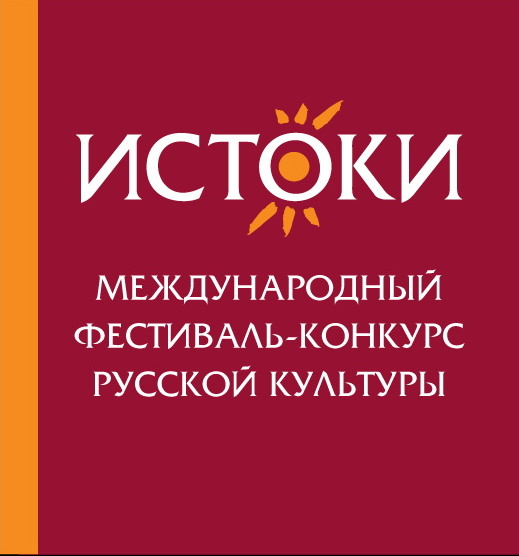 ИСТОКИ
МЕЖДУНАРОДНЫЙ
ФЕСТИВАЛЬ-КОНКУРС
РУССКОЙ КУЛЬТУРЫ